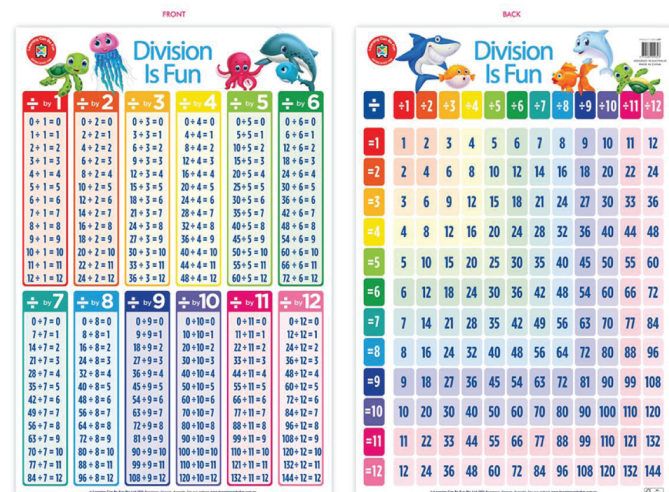 FRONT
Division
Is Fun
÷ by 1
0 ÷ 1 = 0
1 ÷ 1 = 1
2 ÷ 1 = 2
3 ÷ 1 = 3
4 ÷ 1 = 4
5 ÷ 1 = 5
6 ÷ 1 = 6
7 ÷ 1 = 7
8 ÷ 1 = 8
9 ÷ 1 = 9
10 ÷ 1 = 10
11 ÷ 1 = 11
12 ÷ 1 = 12
÷ by 2
0 ÷ 2 = 0
2 ÷ 2 = 1
4 ÷ 2 = 2
6 ÷ 2 = 3
8 ÷ 2 = 4
10 ÷ 2 = 5
12 ÷ 2 = 6
14 ÷ 2 = 7
16 ÷ 2 = 8
18 ÷ 2 = 9
20 ÷ 2 = 10
22 ÷ 2 = 11
24 ÷ 2 = 12
÷ by 3
0 ÷ 3 = 0
3 ÷ 3 = 1
6 ÷ 3 = 2
9 ÷ 3 = 3
12 ÷ 3 = 4
15 ÷ 3 = 5
18 ÷ 3 = 6
21 ÷ 3 = 7
24 ÷ 3 = 8
27 ÷ 3 = 9
30 ÷ 3 = 10
33 ÷ 3 = 11
36 ÷ 3 = 12
÷ by 4
0 ÷ 4 = 0
4 ÷ 4 = 1
8 ÷ 4 = 2
12 ÷ 4 = 3
16 ÷ 4 = 4
20 ÷ 4 = 5
24 ÷ 4 = 6
28 ÷ 4 = 7
32 ÷ 4 = 8
36 ÷ 4 = 9
40 ÷ 4 = 10
44 ÷ 4 = 11
48 ÷ 4 = 12
÷ by 5
0 ÷ 5 = 0
5 ÷ 5 = 1
10 ÷ 5 = 2
15 ÷ 5 = 3
20 ÷ 5 = 4
25 ÷ 5 = 5
30 ÷ 5 = 6
35 ÷ 5 = 7
40 ÷ 5 = 8
45 ÷ 5 = 9
50 ÷ 5 = 10
55 ÷ 5 = 11
60 ÷ 5 = 12
÷ by 6
0 ÷ 6 = 0
6 ÷ 6 = 1
12 ÷ 6 = 2
18 ÷ 6 = 3
24 ÷ 6 = 4
30 ÷ 6 = 5
36 ÷ 6 = 6
42 ÷ 6 = 7
48 ÷ 6 = 8
54 ÷ 6 = 9
60 ÷ 6 = 10
66 ÷ 6 = 11
72 ÷ 6 = 12
÷ by 7
0 ÷ 7 = 0
7 ÷ 7 = 1
14 ÷ 7 = 2
21 ÷ 7 = 3
28 ÷ 7 = 4
35 ÷ 7 = 5
42 ÷ 7 = 6
49 ÷ 7 = 7
56 ÷ 7 = 8
63 ÷ 7 = 9
70 ÷ 7 = 10
77 ÷ 7 = 11
84 ÷ 7 = 12
÷ by 8
0 ÷ 8 = 0
8 ÷ 8 = 1
16 ÷ 8 = 2
24 ÷ 8 = 3
32 ÷ 8 = 4
40 ÷ 8 = 5
48 ÷ 8 = 6
56 ÷ 8 = 7
64 ÷ 8 = 8
72 ÷ 8 = 9
80 ÷ 8 = 10
88 ÷ 8 = 11
96 ÷ 8 = 12
÷ by 9
0 ÷ 9 = 0
9 ÷ 9 = 1
18 ÷ 9 = 2
27 ÷ 9 = 3
36 ÷ 9 = 4
45 ÷ 9 = 5
54 ÷ 9 = 6
63 ÷ 9 = 7
72 ÷ 9 = 8
81 ÷ 9 = 9
90 ÷ 9 = 10
99 ÷ 9 = 11
108 ÷ 9 = 12
÷ by 10
0 ÷ 10 = 0
10 ÷ 10 = 1
20 ÷ 10 = 2
30 ÷ 10 = 3
40 ÷ 10 = 4
50 ÷ 10 = 5
60 ÷ 10 = 6
70 ÷ 10 = 7
80 ÷ 10 = 8
90 ÷ 10 = 9
100 ÷ 10 = 10
110 ÷ 10 = 11
120 ÷ 10 = 12
÷ by 11
0 ÷ 11 = 0
11 ÷ 11 = 1
22 ÷ 11 = 2
33 ÷ 11 = 3
44 ÷ 11 = 4
55 ÷ 11 = 5
66 ÷ 11 = 6
77 ÷ 11 = 7
88 ÷ 11 = 8
99 ÷ 11 = 9
110 ÷ 11 = 10
121 ÷ 11 = 11
132 ÷ 11 = 12
÷ by 12
0 ÷ 12 = 0
12 ÷ 12 = 1
24 ÷ 12 = 2
36 ÷ 12 = 3
48 ÷ 12 = 4
60 ÷ 12 = 5
72 ÷ 12 = 6
84 ÷ 12 = 7
96 ÷ 12 = 8
108 ÷ 12 = 9
120 ÷ 12 = 10
132 ÷ 12 = 11
144 ÷ 12 = 12
BACK
Division
Is Fun
÷ ÷1 ÷2 ÷3 ÷4 ÷5 ÷6 ÷7 ÷8 ÷9 ÷10 ÷11 ÷12
=1 1 2 3 4 5 6 7 8 9 10 11 12
=2 2 4 6 8 10 12 14 16 18 20 22 24
=3 3 6 9 12 15 18 21 24 27 30 33 36
=4 4 8 12 16 20 24 28 32 36 40 44 48
=5 5 10 15 20 25 30 35 40 45 50 55 60
=6 6 12 18 24 30 36 42 48 54 60 66 72
=7 7 14 21 28 35 42 49 56 63 70 77 84
=8 8 16 24 32 40 48 56 64 72 80 88 96
=9 9 18 27 36 45 54 63 72 81 90 99 108
=10 10 20 30 40 50 60 70 80 90 100 110 120
=11 11 22 33 44 55 66 77 88 99 110 121 132
=12 12 24 36 48 60 72 84 96 108 120 132 144